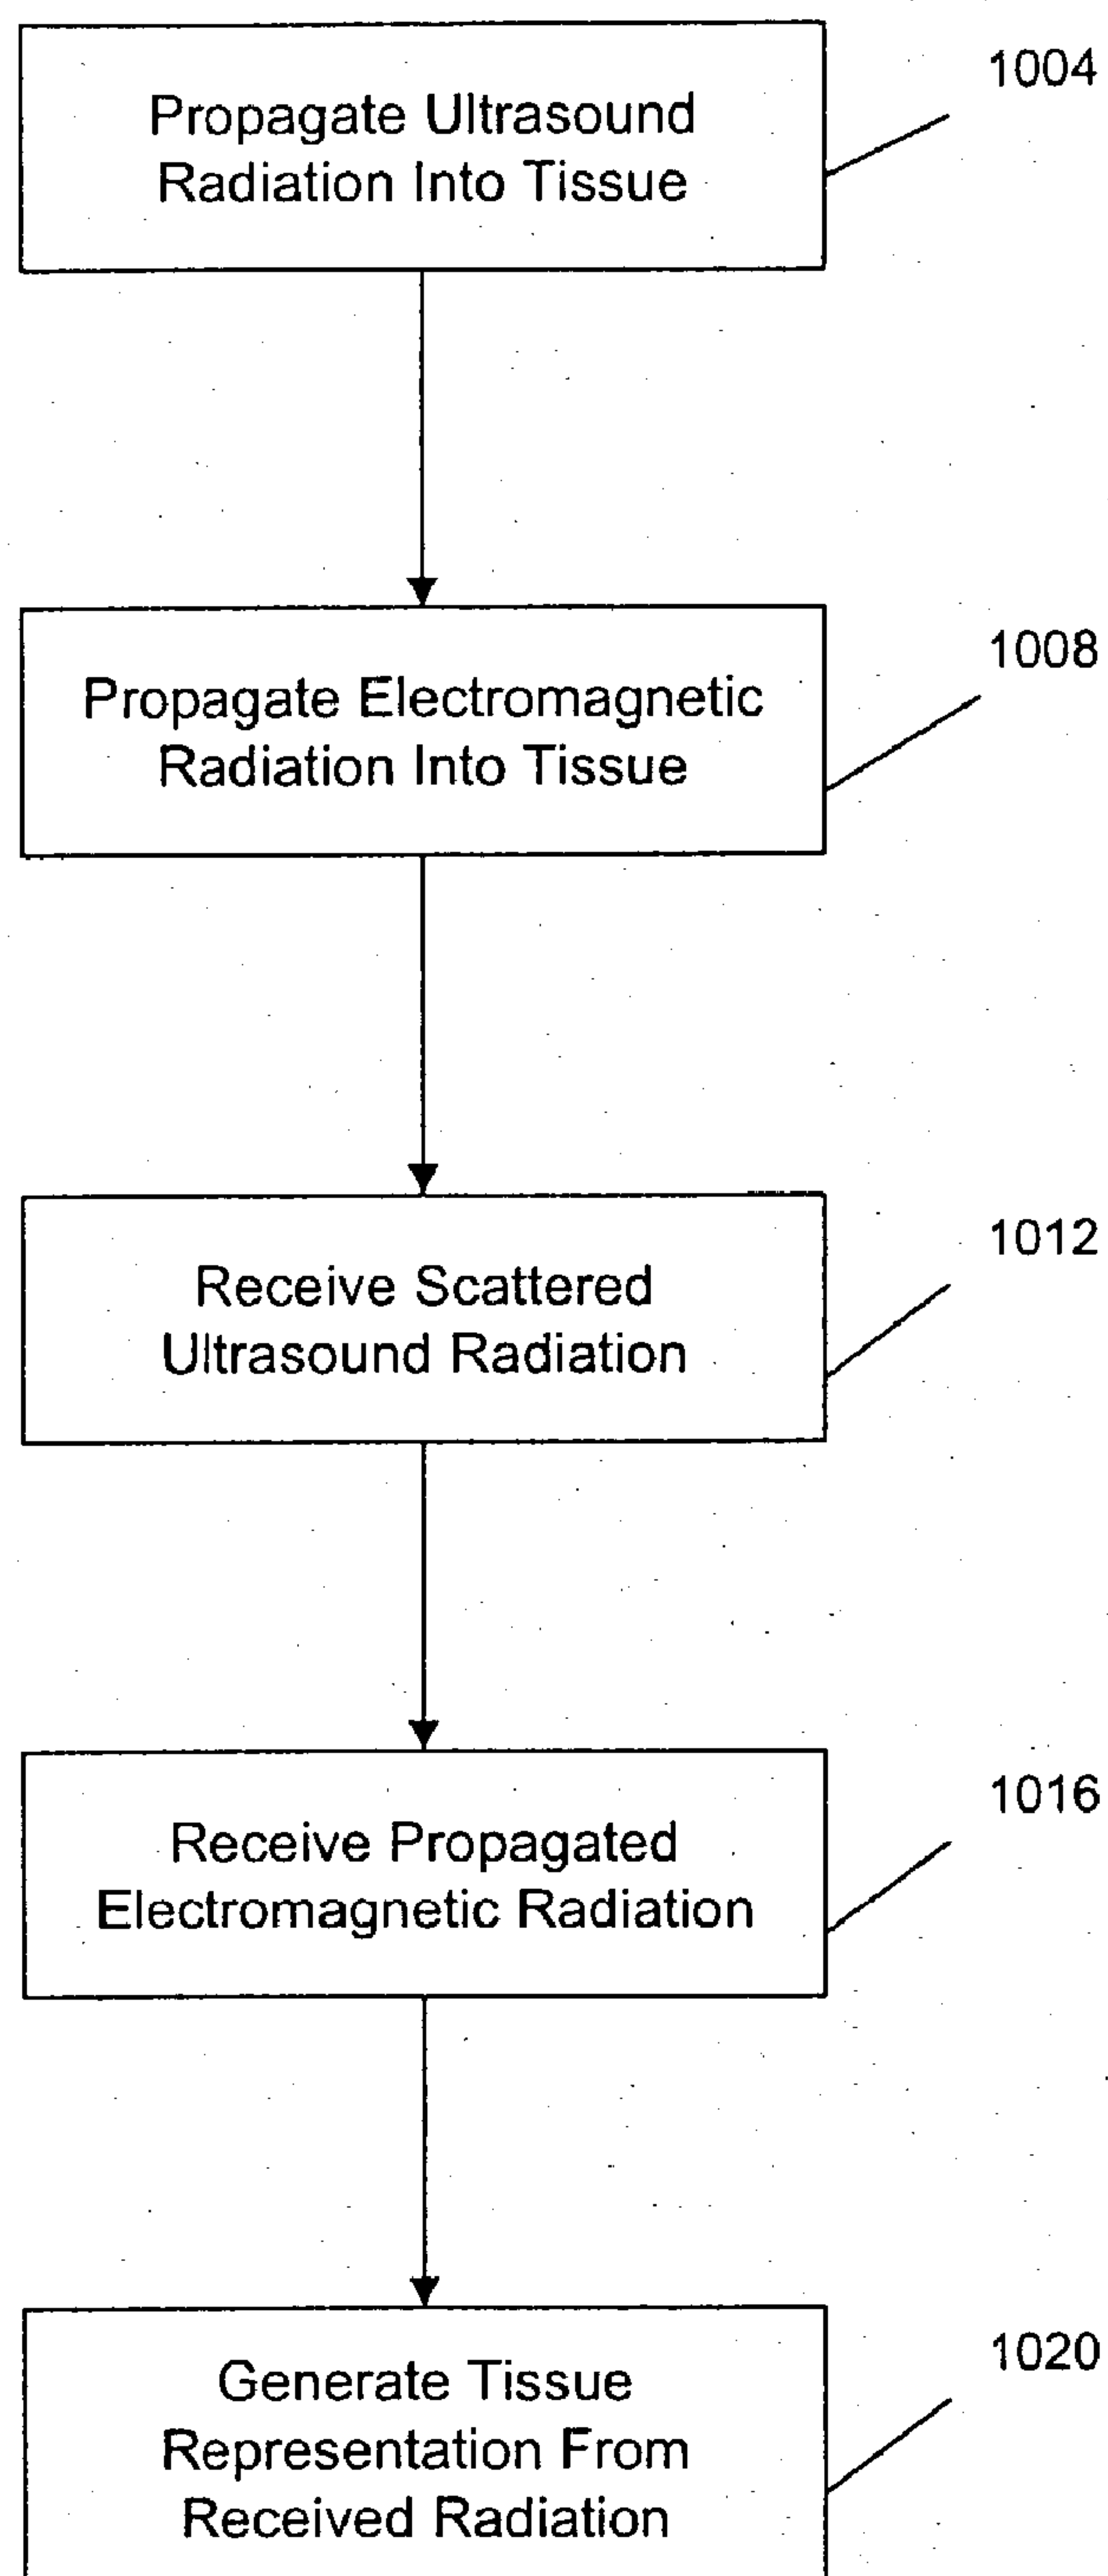 1004
Propagate Ultrasound
Radiation Into Tissue
1008
Propagate Electromagnetic
Radiation Into Tissue
1012
Receive Scattered
Ultrasound Radiation
1016
Receive Propagated
Electromagnetic Radiation
1020
Generate Tissue
Representation From
Received Radiation